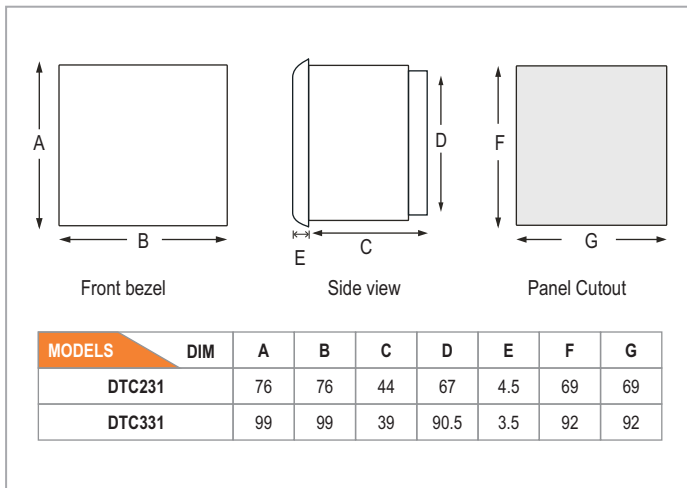 A
B
Front bezel
E
C
D
Side view
F
G
Panel Cutout
MODELS DIM A B C D E F G
DTC231 76 76 44 67 4.5 69 69
DTC331 99 99 39 90.5 3.5 92 92